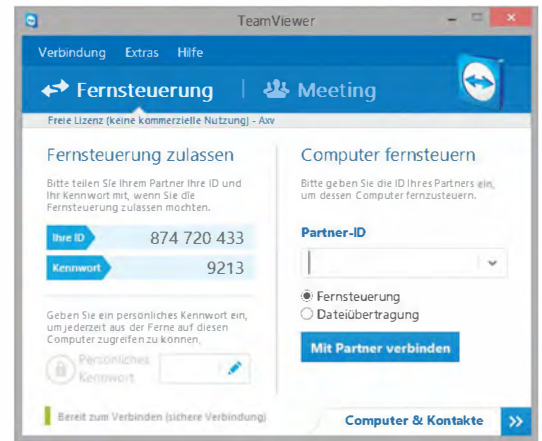 TeamViewer
Verbindung Extras Hilfe
Fernsteuerung
Meeting
Freie Lizenz (keine kommerzielle Nutzung) - Axv
Fernsteuerung zulassen
Bitte teilen Sie Ihrem Partner Ihre ID und
Ihr Kennwort mit, wenn Sie die
Fernsteuerung zulassen mochten.
Ihre ID 874 720 433
Kennwort 9213
Geben Sie ein persönliches Kennwort ein,
um jederzeit aus der Ferne auf diesen
Computer zugreifen zu können.
Persönliches
Kennwort
Bereit zum Verbinden (sichere Verbindung)
Computer fernsteuern
Bitte geben Sie die ID Ihres Partners ein,
um dessen Computer fernzusteuern.
Partner-ID
Fernsteuerung
Dateiübertragung
Mit Partner verbinden
Computer & Kontakte